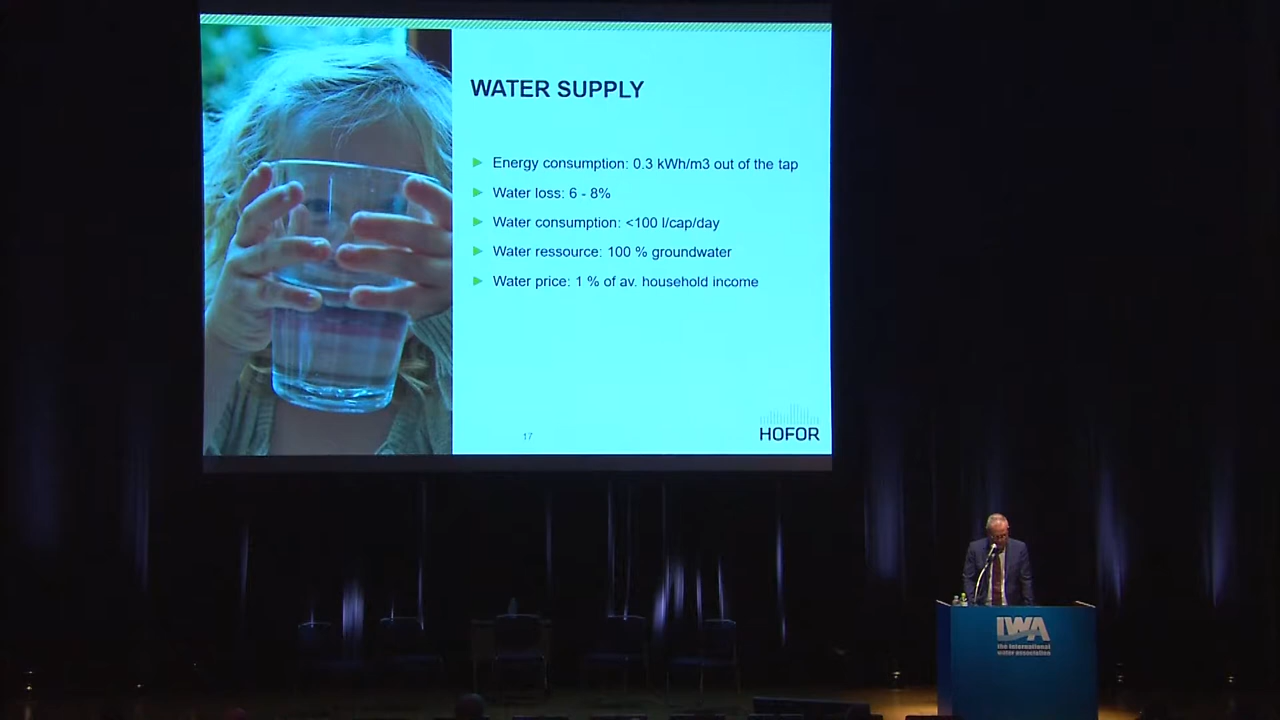 WATER SUPPLY
Energy consumption: 0.3 kWh/m3 out of the tap
Water loss: 6 - 8%
Water consumption: <100 l/cap/day
Water ressource: 100 % groundwater
Water price: 1 % of av. household income
17
HOFOR
IWA
the international
water association